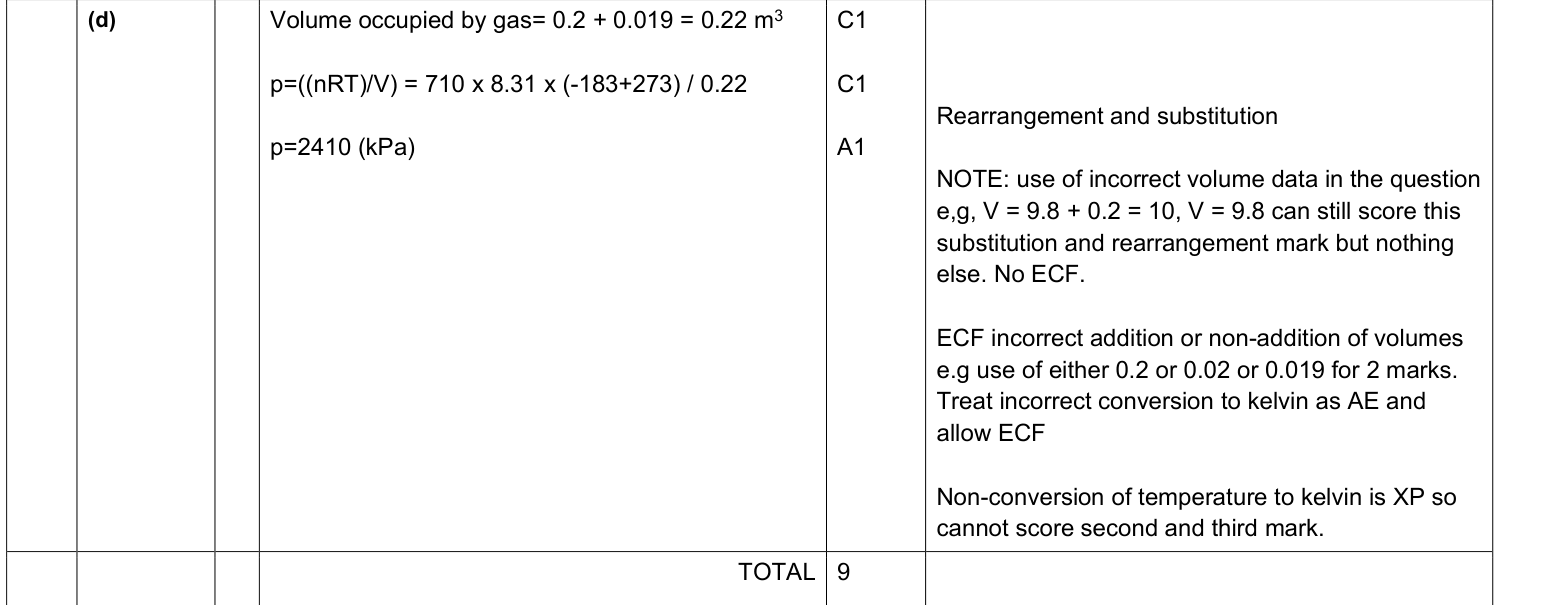 (d)
Volume occupied by gas= 0.2 + 0.019 = 0.22 m³
C1
p=((nRT)/V) = 710 x 8.31 x (-183+273) / 0.22
C1
Rearrangement and substitution
p=2410 (kPa)
A1
NOTE: use of incorrect volume data in the question
e,g, V = 9.8 + 0.2 = 10, V = 9.8 can still score this
substitution and rearrangement mark but nothing
else. No ECF.
ECF incorrect addition or non-addition of volumes
e.g use of either 0.2 or 0.02 or 0.019 for 2 marks.
Treat incorrect conversion to kelvin as AE and
allow ECF
Non-conversion of temperature to kelvin is XP so
cannot score second and third mark.
TOTAL 9